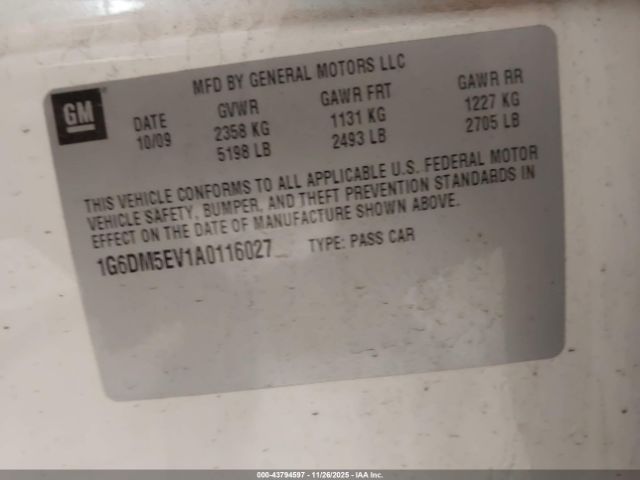 GM
MFD BY GENERAL MOTORS LLC
DATE GVWR GAWR FRT GAWR RR
10/09 2358 KG 1131 KG 1227 KG
5198 LB 2493 LB 2705 LB
THIS VEHICLE CONFORMS TO ALL APPLICABLE U.S. FEDERAL MOTOR
VEHICLE SAFETY, BUMPER, AND THEFT PREVENTION STANDARDS IN
EFFECT ON THE DATE OF MANUFACTURE SHOWN ABOVE.
1G6DM5EV1A0116027 TYPE: PASS CAR
000-43794597 - 11/26/2025 - IAA Inc.